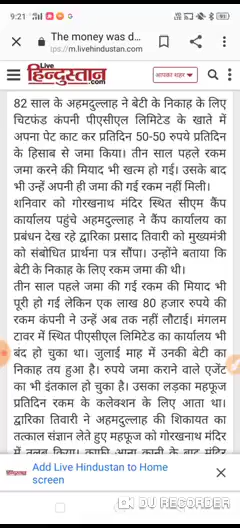 9:21
The money was d...
ps://m.livehindustan.com
Live
हिन्दुस्तान
.com
आपका शहर
82 साल के अहमदुल्लाह ने बेटी के निकाह के लिए
चिटफंड कंपनी पीएसीएल लिमिटेड के खाते में
अपना पेट काट कर प्रतिदिन 50-50 रुपये प्रतिदिन
के हिसाब से जमा किया। तीन साल पहले रकम
जमा करने की मियाद भी खत्म हो गई। उसके बाद
भी उन्हें अपनी ही जमा की गई रकम नहीं मिली।
शनिवार को गोरखनाथ मंदिर स्थित सीएम कैंप
कार्यालय पहुंचे अहमदुल्लाह ने कैंप कार्यालय का
प्रबंधन देख रहे द्वारिका प्रसाद तिवारी को मुख्यमंत्री
को संबोधित प्रार्थना पत्र सौंपा। उन्होंने बताया कि
बेटी के निकाह के लिए रकम जमा की थी।
तीन साल पहले जमा की गई रकम की मियाद भी
पूरी हो गई लेकिन एक लाख 80 हजार रुपये की
रकम कंपनी ने उन्हें अब तक नहीं लौटाई। मंगलम
टावर में स्थित पीएसीएल लिमिटेड का कार्यालय भी
बंद हो चुका था। जुलाई माह में उनकी बेटी का
निकाह तय हुआ है। रुपये जमा कराने वाले एजेंट
का भी इंतकाल हो चुका है। उसका लड़का महफूज
प्रतिदिन रकम के कलेक्शन के लिए आता था।
द्वारिका तिवारी ने अहमदुल्लाह की शिकायत का
तत्काल संज्ञान लेते हुए महफूज को गोरखनाथ मंदिर
में तलब किया।
Add Live Hindustan to Home
screen
DU RECORDER